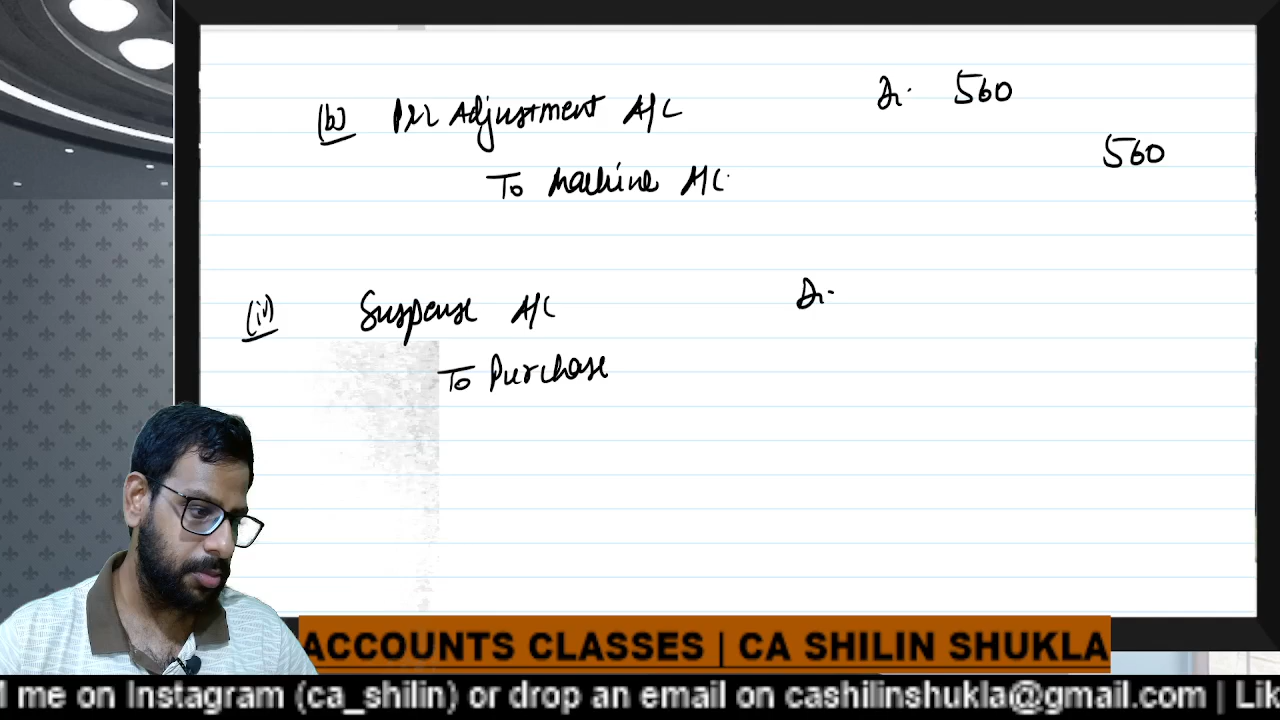 (b) P&L Adjustment A/C Dr. 560
To Machine A/C. 560
(iv) Suspense A/C Dr.
To Purchase
ACCOUNTS CLASSES | CA SHILIN SHUKLA
me on Instagram (ca_shilin) or drop an email on cashilinshukla@gmail.com | Lik